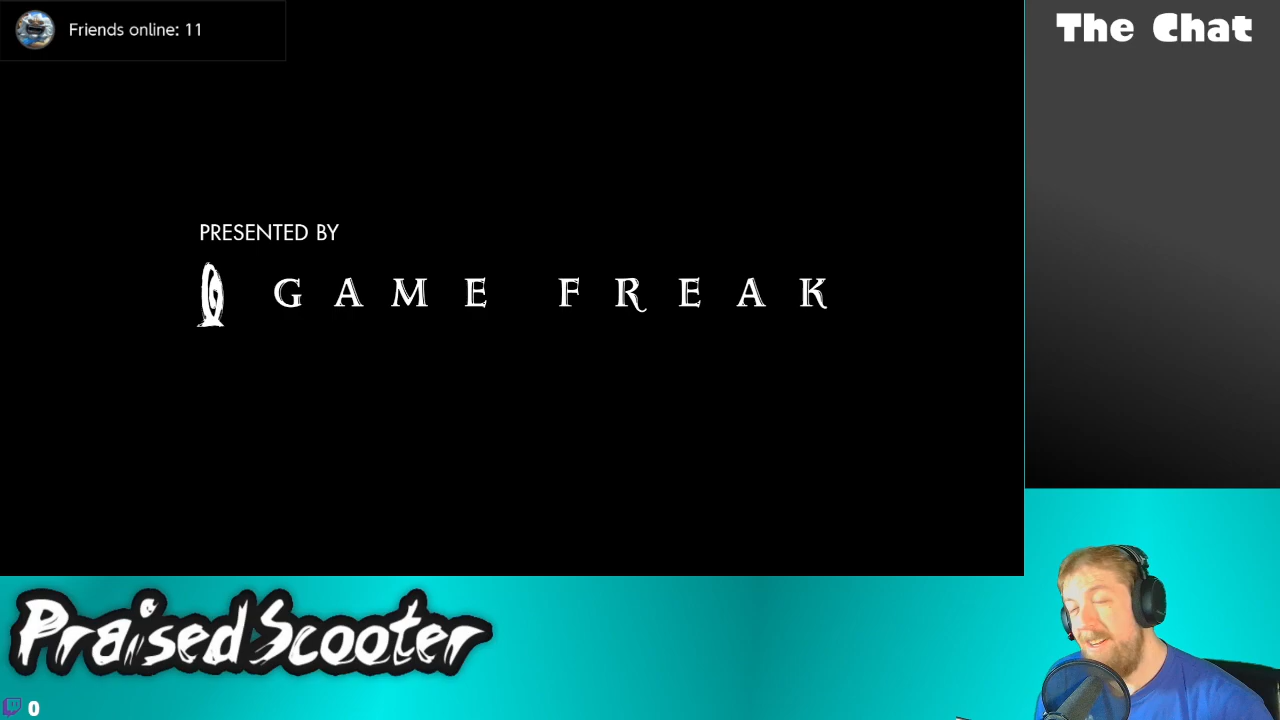 Friends online: 11
The Chat
PRESENTED BY
GAME FREAK
PraisedScooter
0